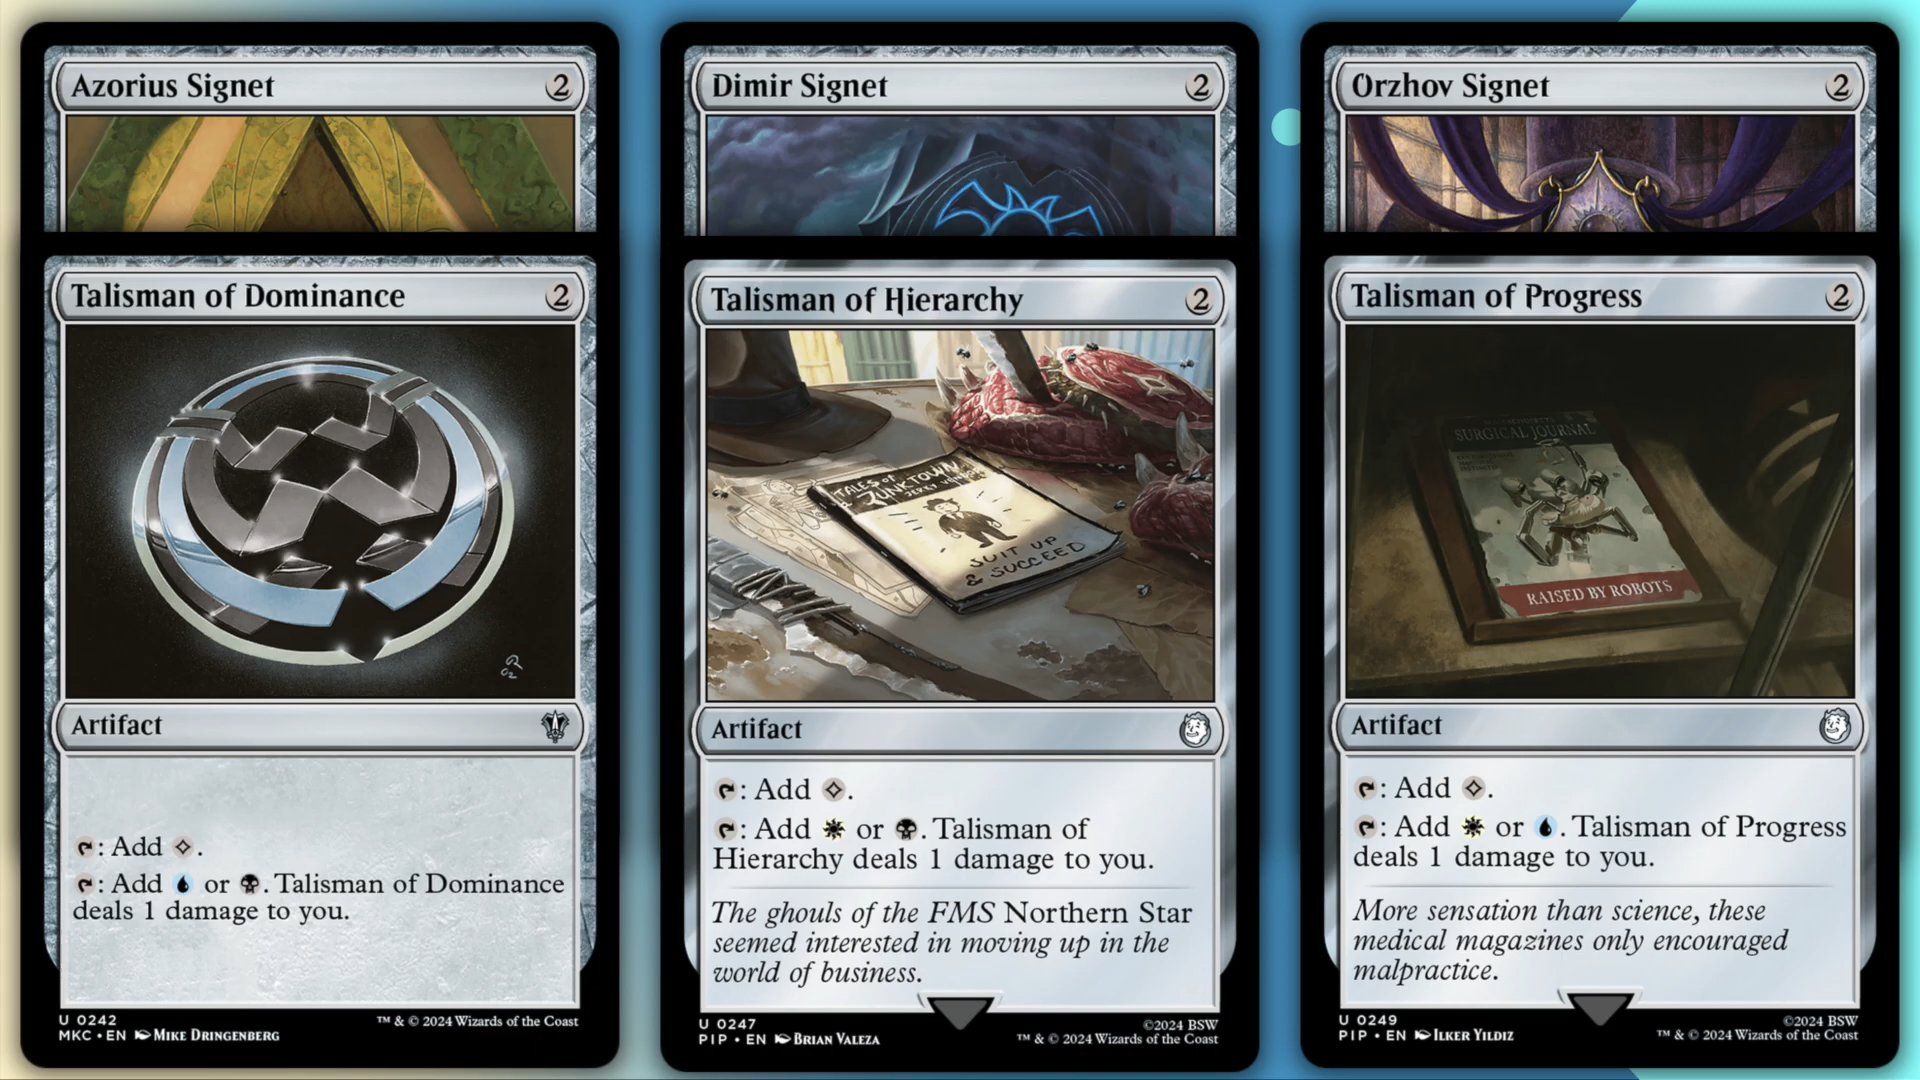 Azorius Signet 2
Talisman of Dominance 2
Artifact
: Add .
: Add or . Talisman of Dominance
deals 1 damage to you.
U 0242
MKC • EN Mike Dringenberg
™ & © 2024 Wizards of the Coast
Dimir Signet 2
Talisman of Hierarchy 2
TALES OF
JUNKTOWN
SUIT UP
& SUCCEED
Artifact
: Add .
: Add or . Talisman of
Hierarchy deals 1 damage to you.
The ghouls of the FMS Northern Star
seemed interested in moving up in the
world of business.
U 0247
PIP • EN Brian Valeza
©2024 BSW
™ & © 2024 Wizards of the Coast
Orzhov Signet 2
Talisman of Progress 2
SURGICAL JOURNAL
RAISED BY ROBOTS
Artifact
: Add .
: Add or . Talisman of Progress
deals 1 damage to you.
More sensation than science, these
medical magazines only encouraged
malpractice.
U 0249
PIP • EN Ilker Yildiz
©2024 BSW
™ & © 2024 Wizards of the Coast